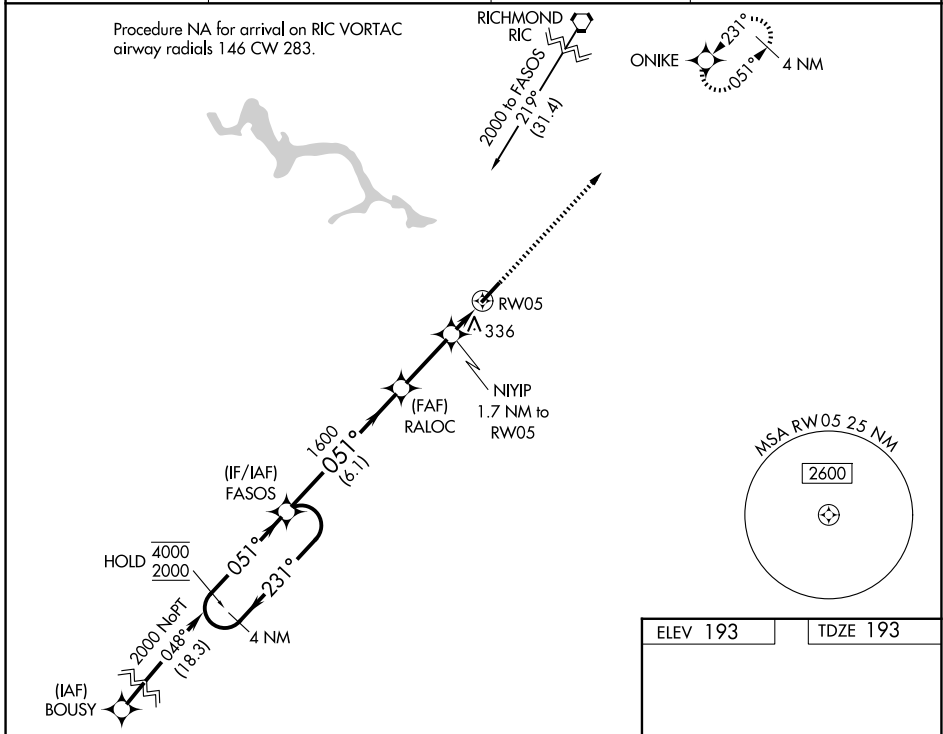 Procedure NA for arrival on RIC VORTAC
airway radials 146 CW 283.
RICHMOND
RIC
2000 to FASOS
219°
(31.4)
ONIKE
231°
051°
4 NM
RW05
336
NIYIP
1.7 NM to
RW05
(FAF)
RALOC
1600
051°
(6.1)
(IF/IAF)
FASOS
HOLD 4000
2000
051°
231°
4 NM
2000 NoPT
048°
(18.3)
(IAF)
BOUSY
MSA RW05 25 NM
2600
ELEV 193
TDZE 193